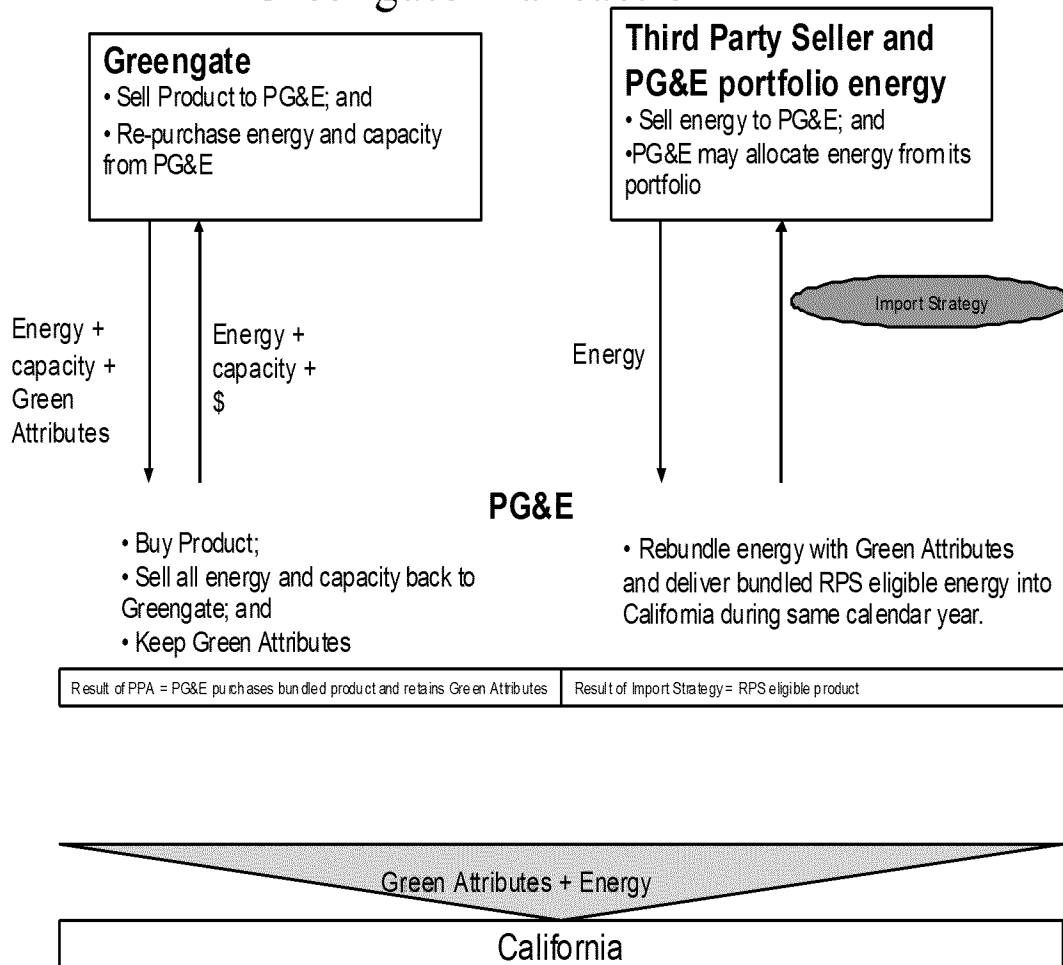 Greengate
• Sell Product to PG&E; and
• Re-purchase energy and capacity
from PG&E
Third Party Seller and
PG&E portfolio energy
• Sell energy to PG&E; and
•PG&E may allocate energy from its
portfolio
Import Strategy
Energy +
capacity +
Green
Attributes
Energy +
capacity +
$
Energy
PG&E
• Buy Product;
• Sell all energy and capacity back to
Greengate; and
• Keep Green Attributes
• Rebundle energy with Green Attributes
and deliver bundled RPS eligible energy into
California during same calendar year.
Result of PPA = PG&E purchases bundled product and retains Green Attributes
Result of Import Strategy = RPS eligible product
Green Attributes + Energy
California